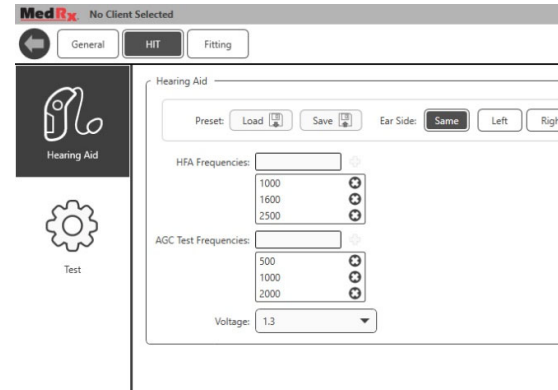 MedRx No Client Selected
General HIT Fitting
Hearing Aid
Preset: Load Save Ear Side: Same Left Righ
Hearing Aid
HFA Frequencies:
1000
1600
2500
AGC Test Frequencies:
500
1000
2000
Test
Voltage: 1.3